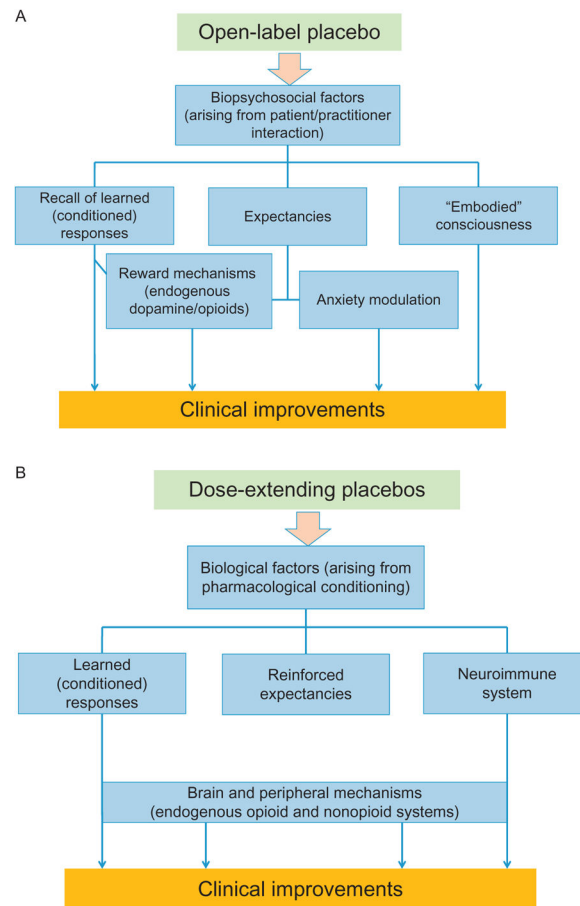 A
Open-label placebo
Biopsychosocial factors
(arising from patient/practitioner
interaction)
Recall of learned
(conditioned)
responses
Expectancies
“Embodied”
consciousness
Reward mechanisms
(endogenous
dopamine/opioids)
Anxiety modulation
Clinical improvements
B
Dose-extending placebos
Biological factors (arising from
pharmacological conditioning)
Learned
(conditioned)
responses
Reinforced
expectancies
Neuroimmune
system
Brain and peripheral mechanisms
(endogenous opioid and nonopioid systems)
Clinical improvements